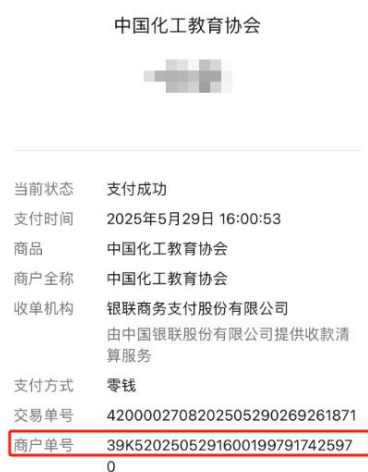 中国化工教育协会
当前状态 支付成功
支付时间 2025年5月29日 16:00:53
商品 中国化工教育协会
商户全称 中国化工教育协会
收单机构 银联商务支付股份有限公司
由中国银联股份有限公司提供收款清
算服务
支付方式 零钱
交易单号 4200002708202505290269261871
商户单号 39K5202505291600199791742597
0